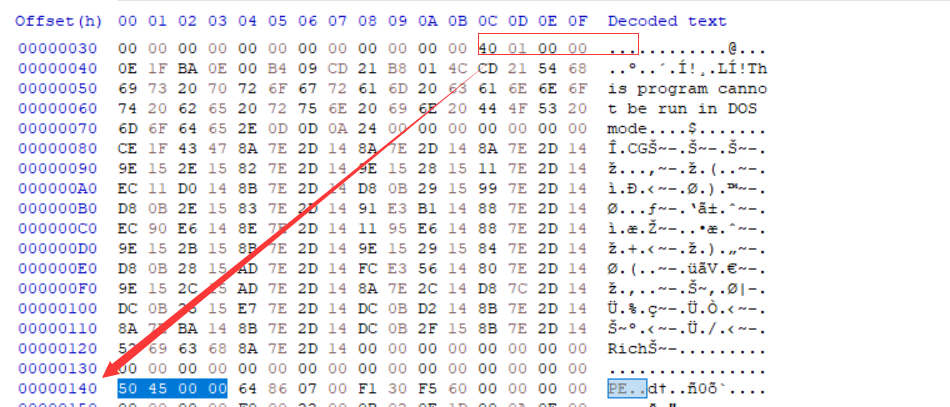 Offset(h) 00 01 02 03 04 05 06 07 08 09 0A 0B 0C 0D 0E 0F Decoded text
00000030 00 00 00 00 00 00 00 00 00 00 00 00 40 01 00 00 ............@...
00000040 0E 1F BA 0E 00 B4 09 CD 21 B8 01 4C CD 21 54 68 ..º..´.Í!¸.LÍ!Th
00000050 69 73 20 70 72 6F 67 72 61 6D 20 63 61 6E 6E 6F is program canno
00000060 74 20 62 65 20 72 75 6E 20 69 6E 20 44 4F 53 20 t be run in DOS
00000070 6D 6F 64 65 2E 0D 0D 0A 24 00 00 00 00 00 00 00 mode....$.......
00000080 CE 1F 43 47 8A 7E 2D 14 8A 7E 2D 14 8A 7E 2D 14 Î.CGŠ~-.Š~-.Š~-.
00000090 9E 15 2E 15 82 7E 2D 14 9E 15 28 15 11 7E 2D 14 ž...‚~-.ž.(..~-.
000000A0 EC 11 D0 14 8B 7E 2D 14 D8 0B 29 15 99 7E 2D 14 ì.Ð.‹~-.Ø.).™~-.
000000B0 D8 0B 2E 15 83 7E 2D 14 91 E3 B1 14 88 7E 2D 14 Ø...ƒ~-.‘ã±.ˆ~-.
000000C0 EC 90 E6 14 8E 7E 2D 14 11 95 E6 14 88 7E 2D 14 ì.æ.Ž~-..•æ.ˆ~-.
000000D0 9E 15 2B 15 8B 7E 2D 14 9E 15 29 15 84 7E 2D 14 ž.+.‹~-.ž.).„~-.
000000E0 D8 0B 28 15 AD 7E 2D 14 FC E3 56 14 80 7E 2D 14 Ø.(..~-.üãV.€~-.
000000F0 9E 15 2C 15 AD 7E 2D 14 8A 7E 2C 14 D8 7C 2D 14 ž.,..~-.Š~,.Ø|-.
00000100 DC 0B 25 15 E7 7E 2D 14 DC 0B D2 14 8B 7E 2D 14 Ü.%.ç~-.Ü.Ò.‹~-.
00000110 8A 7E BA 14 8B 7E 2D 14 DC 0B 2F 15 8B 7E 2D 14 Š~º.‹~-.Ü./.‹~-.
00000120 52 69 63 68 8A 7E 2D 14 00 00 00 00 00 00 00 00 RichŠ~-.........
00000130 00 00 00 00 00 00 00 00 00 00 00 00 00 00 00 00 ................
00000140 50 45 00 00 64 86 07 00 F1 30 F5 60 00 00 00 00 PE..d†..ñ0õ`....